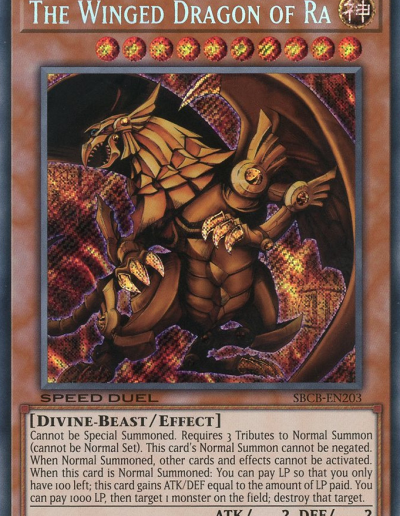 The Winged Dragon of Ra 神
SPEED DUEL SBCB-EN203
[Divine-Beast/Effect]
Cannot be Special Summoned. Requires 3 Tributes to Normal Summon
(cannot be Normal Set). This card's Normal Summon cannot be negated.
When Normal Summoned, other cards and effects cannot be activated.
When this card is Normal Summoned: You can pay LP so that you only
have 100 left; this card gains ATK/DEF equal to the amount of LP paid. You
can pay 1000 LP, then target 1 monster on the field; destroy that target.
ATK/ ? DEF/ ?